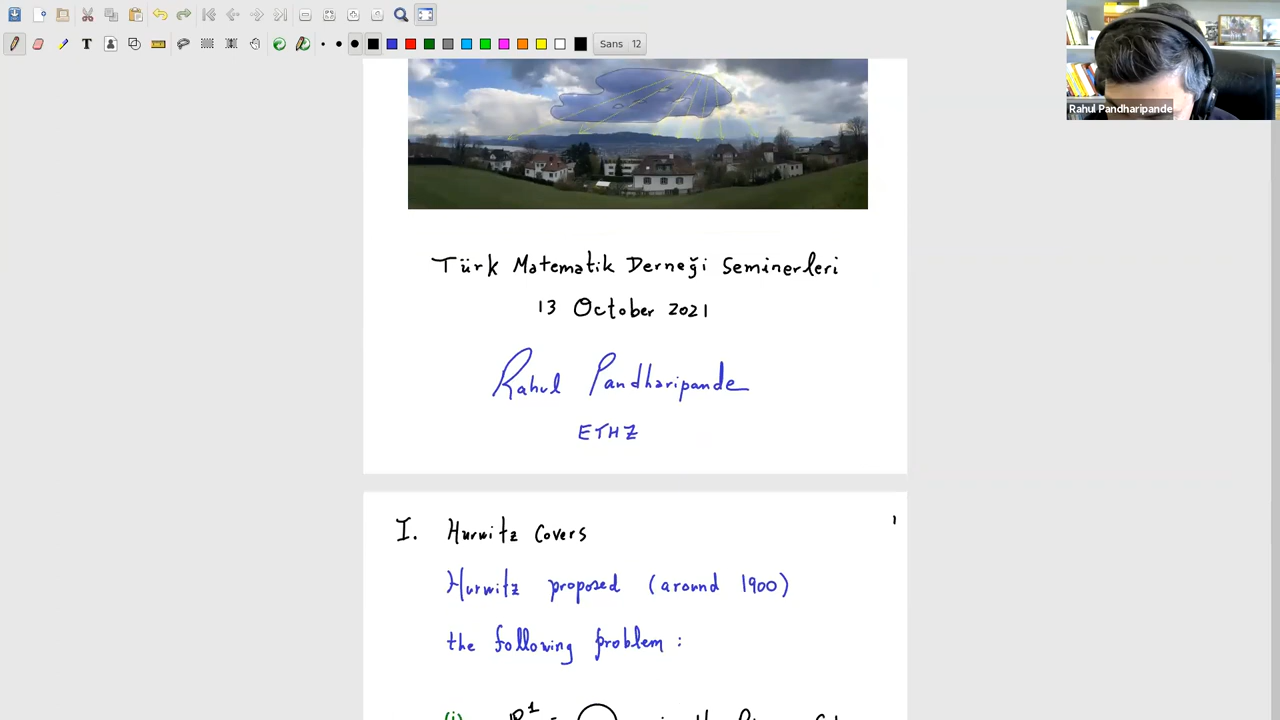 Sans 12
Rahul Pandharipande
Türk Matematik Derneği Seminerleri
13 October 2021
Rahul Pandharipande
ETHZ
1
I. Hurwitz Covers
Hurwitz proposed (around 1900)
the following problem:
(i) P1 =